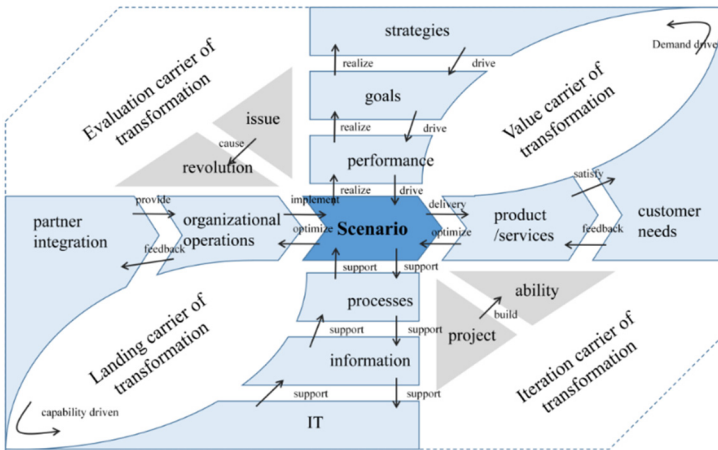 strategies
realize
drive
Demand drive
goals
realize
drive
performance
realize
drive
Evaluation carrier of
transformation
Value carrier of
transformation
issue
cause
revolution
partner
integration
provide
feedback
organizational
operations
implement
optimize
Scenario
delivery
optimize
product
/services
satisfy
feedback
customer
needs
support
support
processes
support
support
information
support
support
IT
Landing carrier of
transformation
capability driven
ability
build
project
Iteration carrier of
transformation